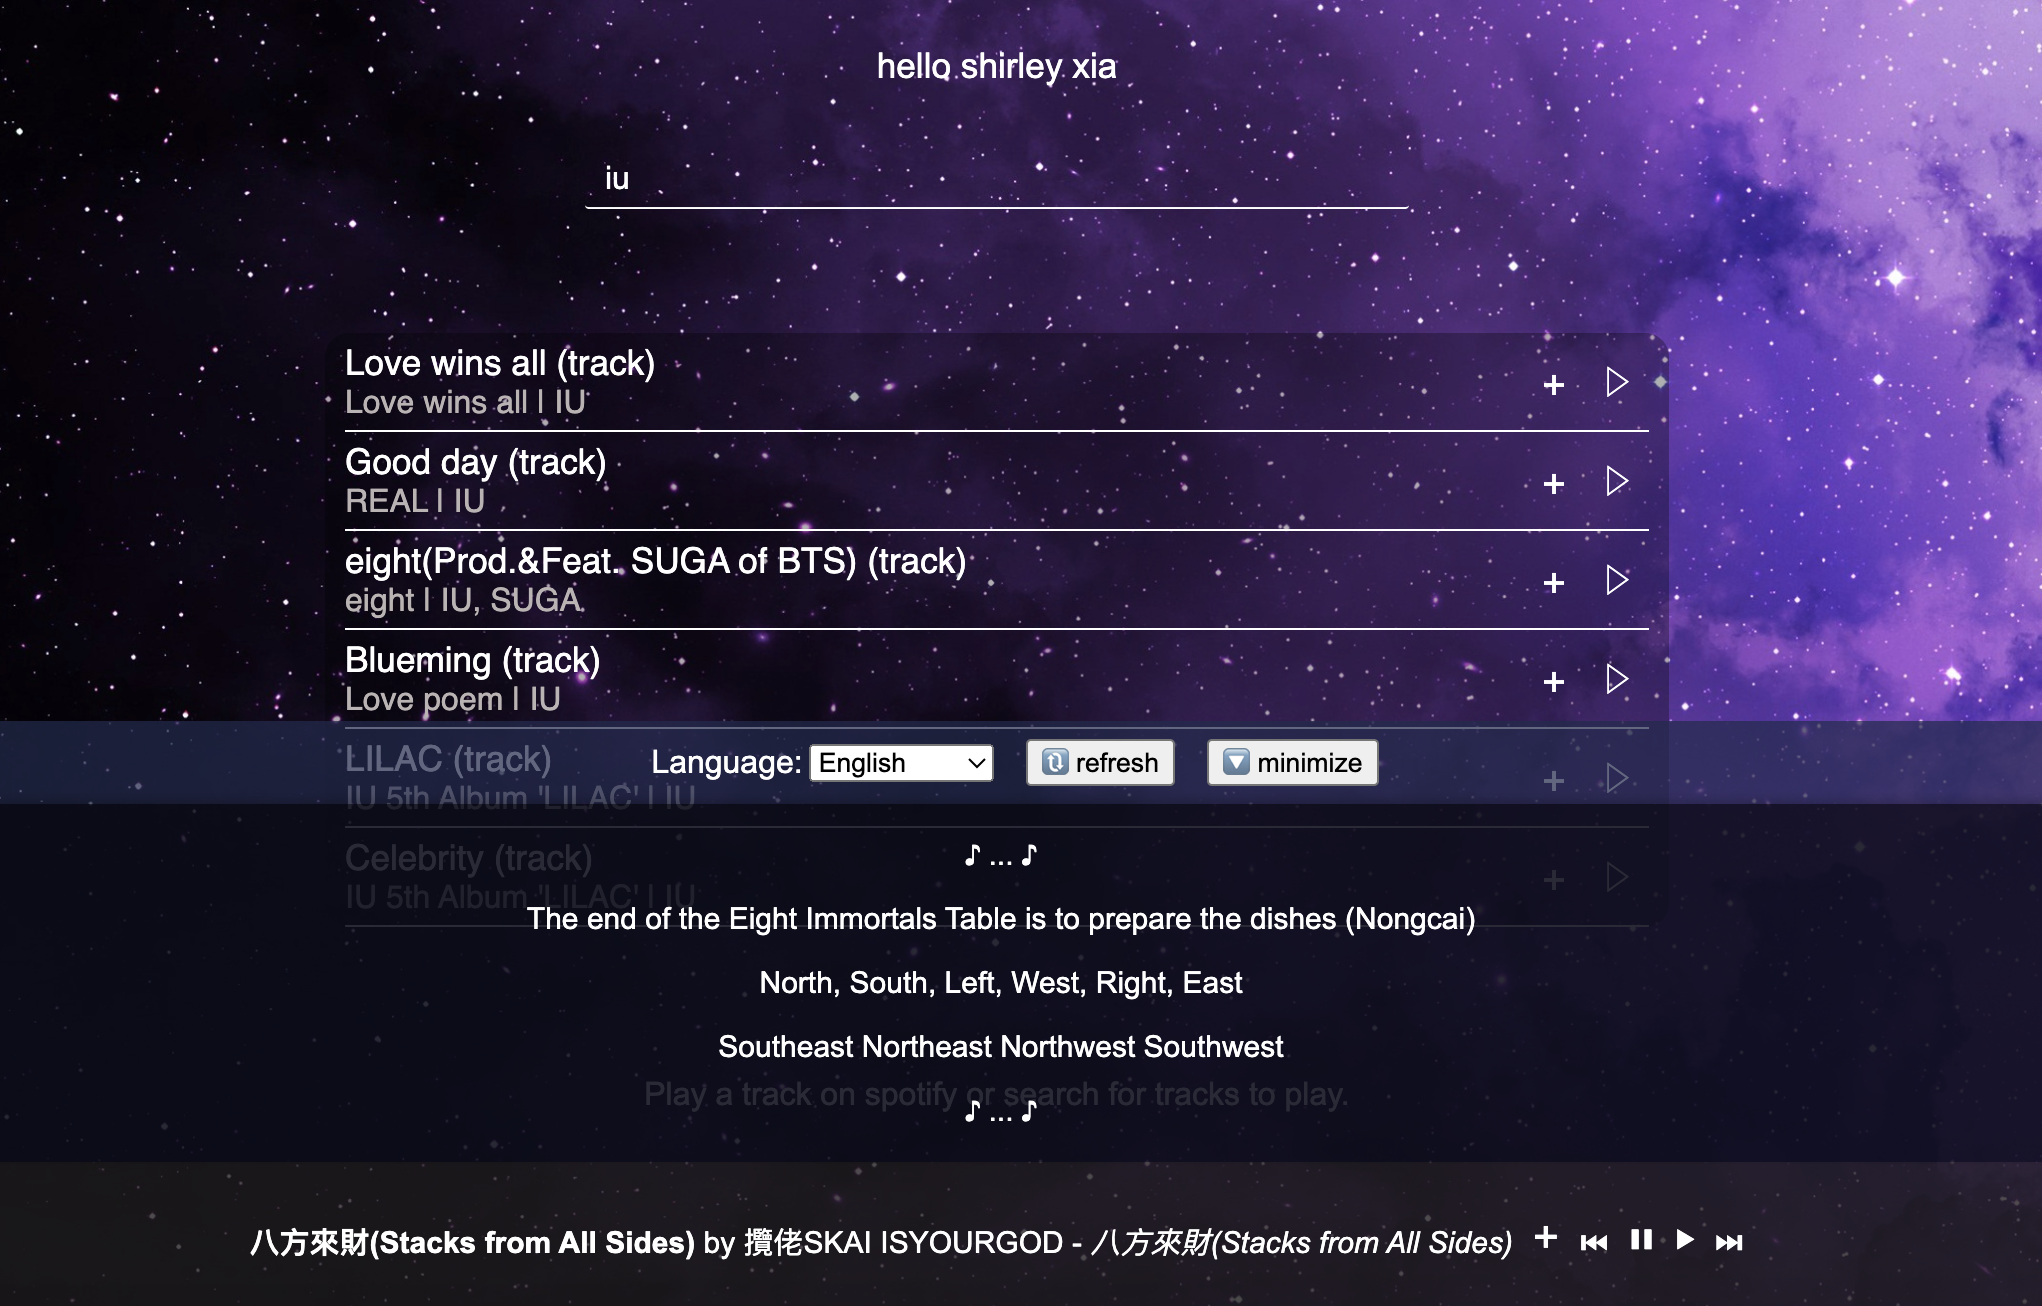 hello shirley xia
iu
Love wins all (track)
Love wins all | IU
+
Good day (track)
REAL | IU
+
eight(Prod.&Feat. SUGA of BTS) (track)
eight | IU, SUGA
+
Blueming (track)
Love poem | IU
+
LILAC (track)
IU 5th Album 'LILAC' | IU
+
Language: English refresh minimize
Celebrity (track)
IU 5th Album 'LILAC' | IU
+
♪ ... ♪
The end of the Eight Immortals Table is to prepare the dishes (Nongcai)
North, South, Left, West, Right, East
Southeast Northeast Northwest Southwest
Play a track on spotify or search for tracks to play.
♪ ... ♪
八方來財(Stacks from All Sides) by 攬佬SKAI ISYOURGOD - 八方來財(Stacks from All Sides) +